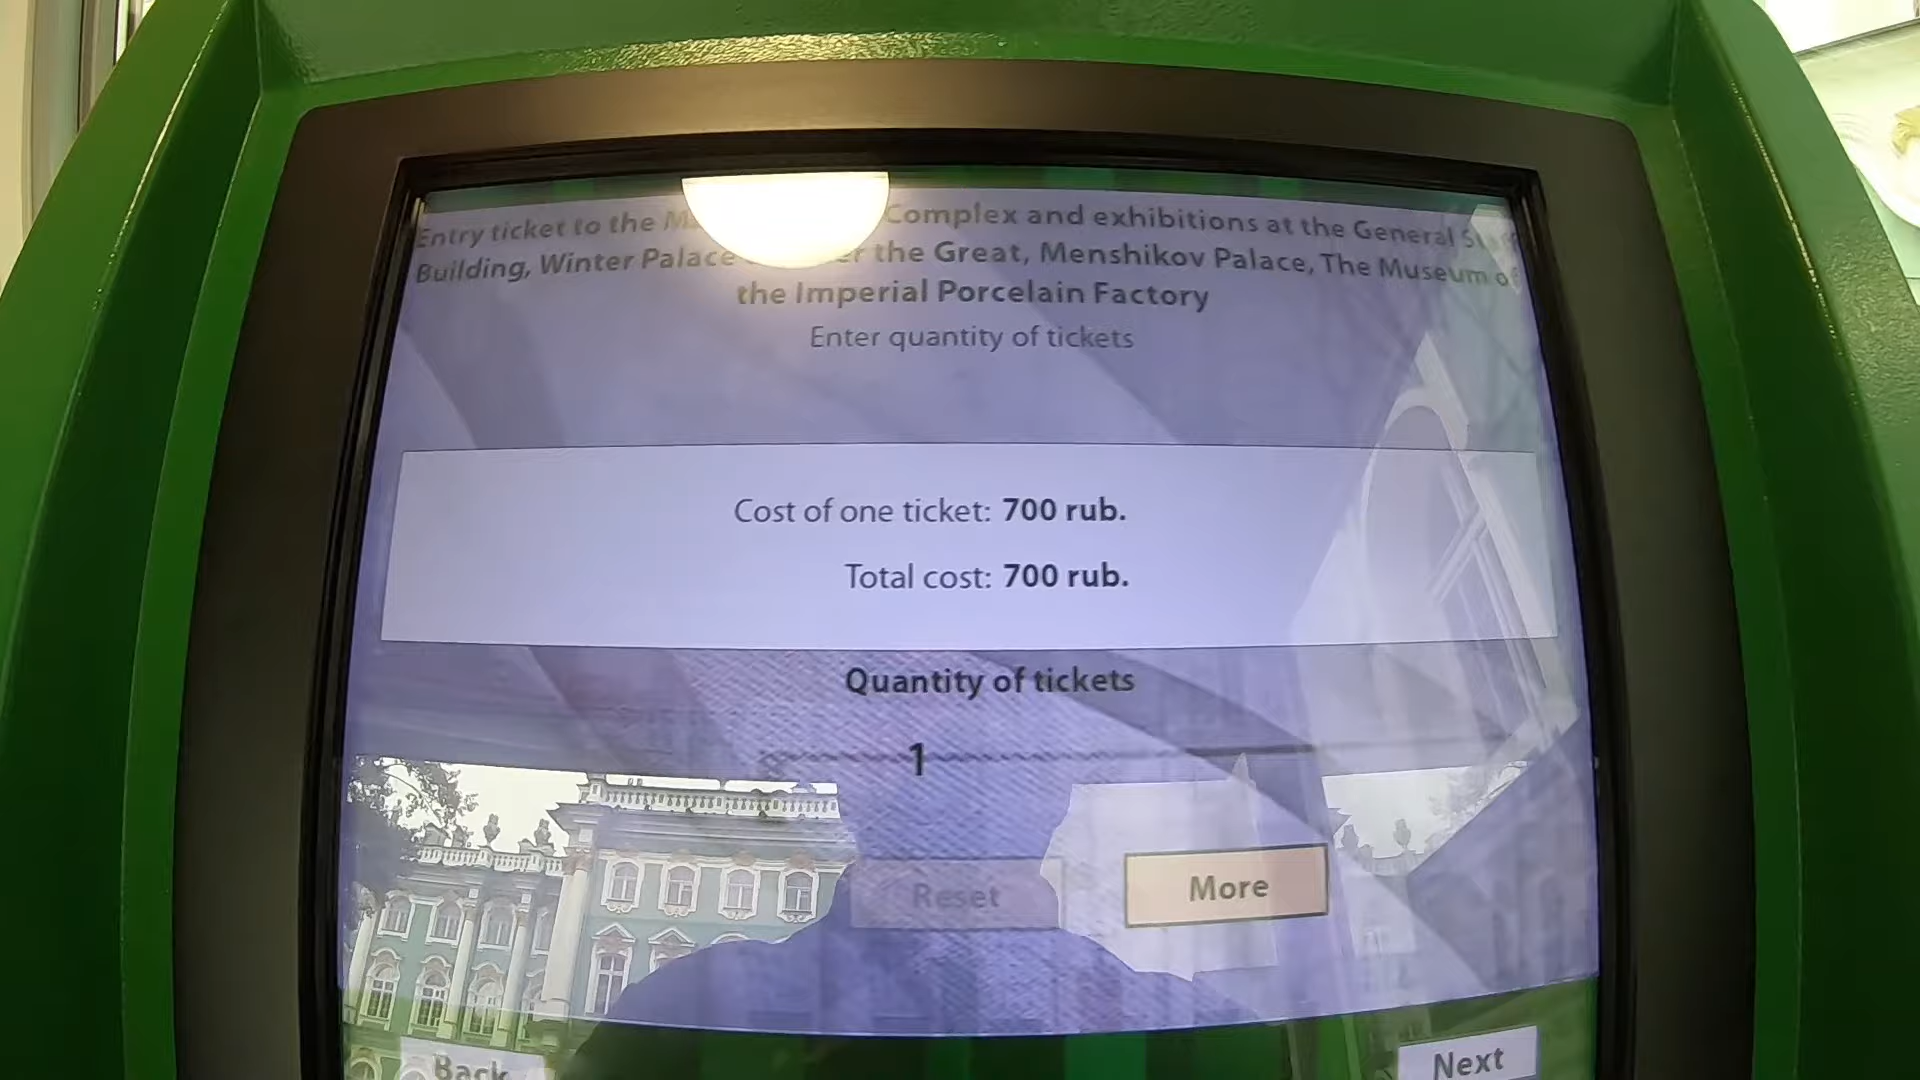 Entry ticket to the Complex and exhibitions at the General Staff
Building, Winter Palace the Great, Menshikov Palace, The Museum of
the Imperial Porcelain Factory
Enter quantity of tickets
Cost of one ticket: 700 rub.
Total cost: 700 rub.
Quantity of tickets
1
Reset
More
Back
Next